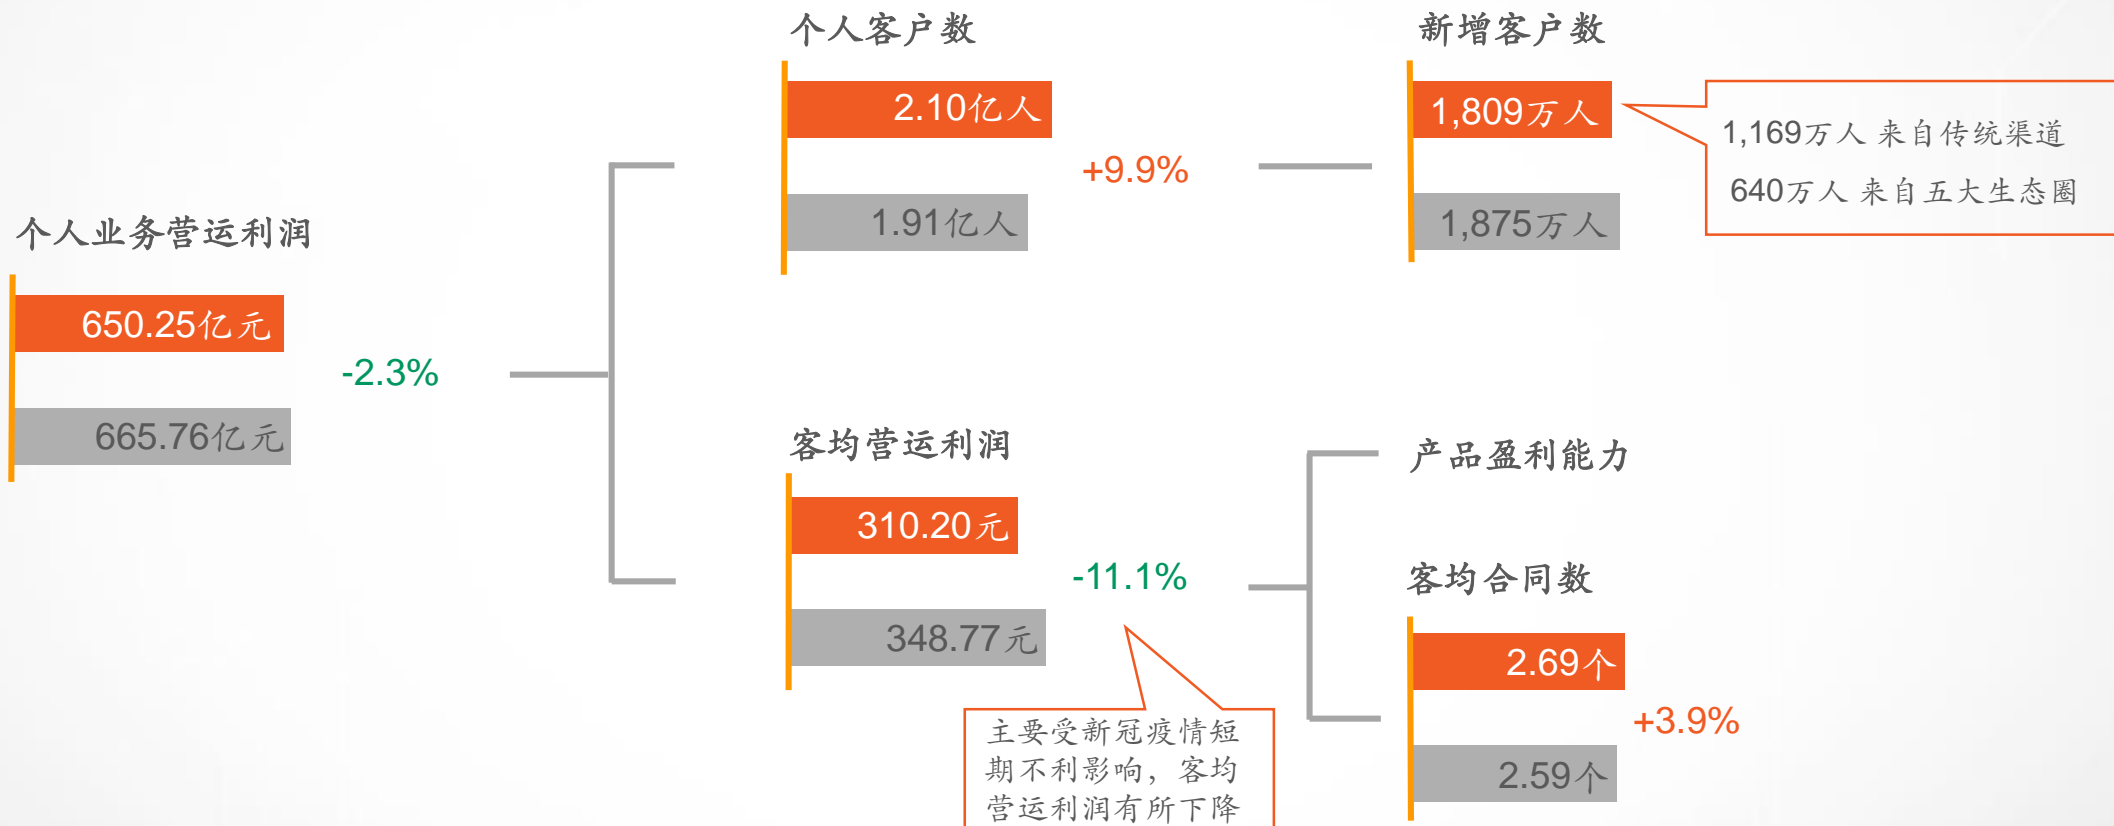 个人业务营运利润
650.25亿元
-2.3%
665.76亿元
个人客户数
2.10亿人
+9.9%
1.91亿人
新增客户数
1,809万人
1,875万人
1,169万人 来自传统渠道
640万人 来自五大生态圈
客均营运利润
310.20元
-11.1%
348.77元
主要受新冠疫情短
期不利影响，客均
营运利润有所下降
产品盈利能力
客均合同数
2.69个
+3.9%
2.59个